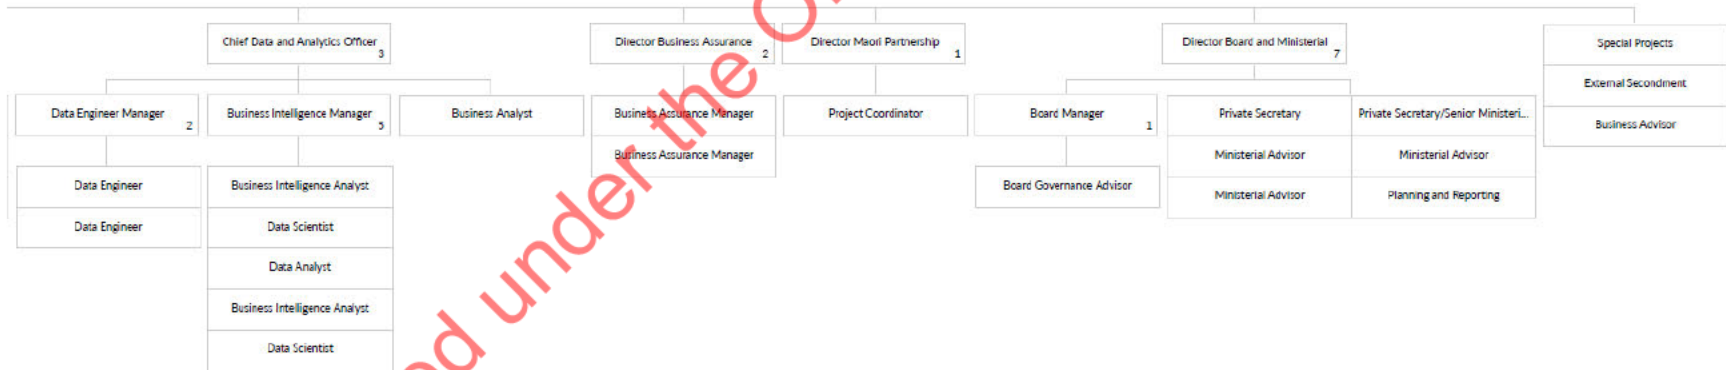 Chief Data and Analytics Officer
3
Director Business Assurance
2
Director Maori Partnership
1
Director Board and Ministerial
7
Special Projects
External Secondment
Business Advisor
Data Engineer Manager
2
Business Intelligence Manager
5
Business Analyst
Business Assurance Manager
Business Assurance Manager
Project Coordinator
Board Manager
1
Private Secretary
Ministerial Advisor
Ministerial Advisor
Private Secretary/Senior Ministeri...
Ministerial Advisor
Planning and Reporting
Data Engineer
Data Engineer
Business Intelligence Analyst
Data Scientist
Data Analyst
Business Intelligence Analyst
Data Scientist
Board Governance Advisor
under the